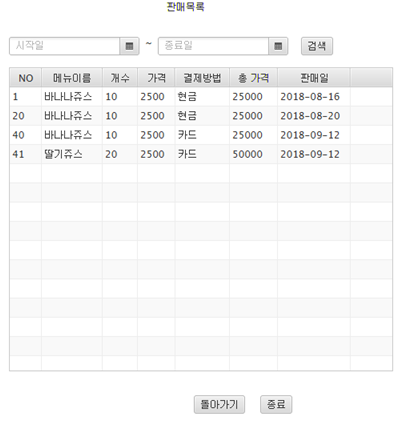 판매목록
시작일 ~ 종료일 검색
NO 메뉴이름 개수 가격 결제방법 총 가격 판매일
1 바나나쥬스 10 2500 현금 25000 2018-08-16
20 바나나쥬스 10 2500 현금 25000 2018-08-20
40 바나나쥬스 10 2500 카드 25000 2018-09-12
41 딸기쥬스 20 2500 카드 50000 2018-09-12
돌아가기 종료